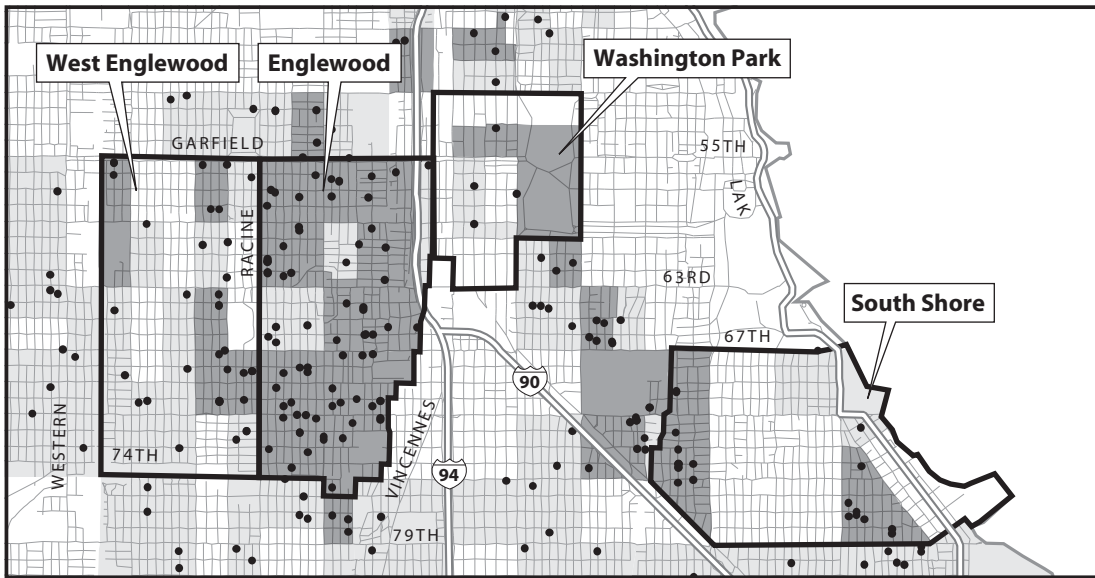 West Englewood
Englewood
Washington Park
GARFIELD
55TH
LAK
RACINE
63RD
South Shore
67TH
90
WESTERN
74TH
VINCENNES
94
79TH